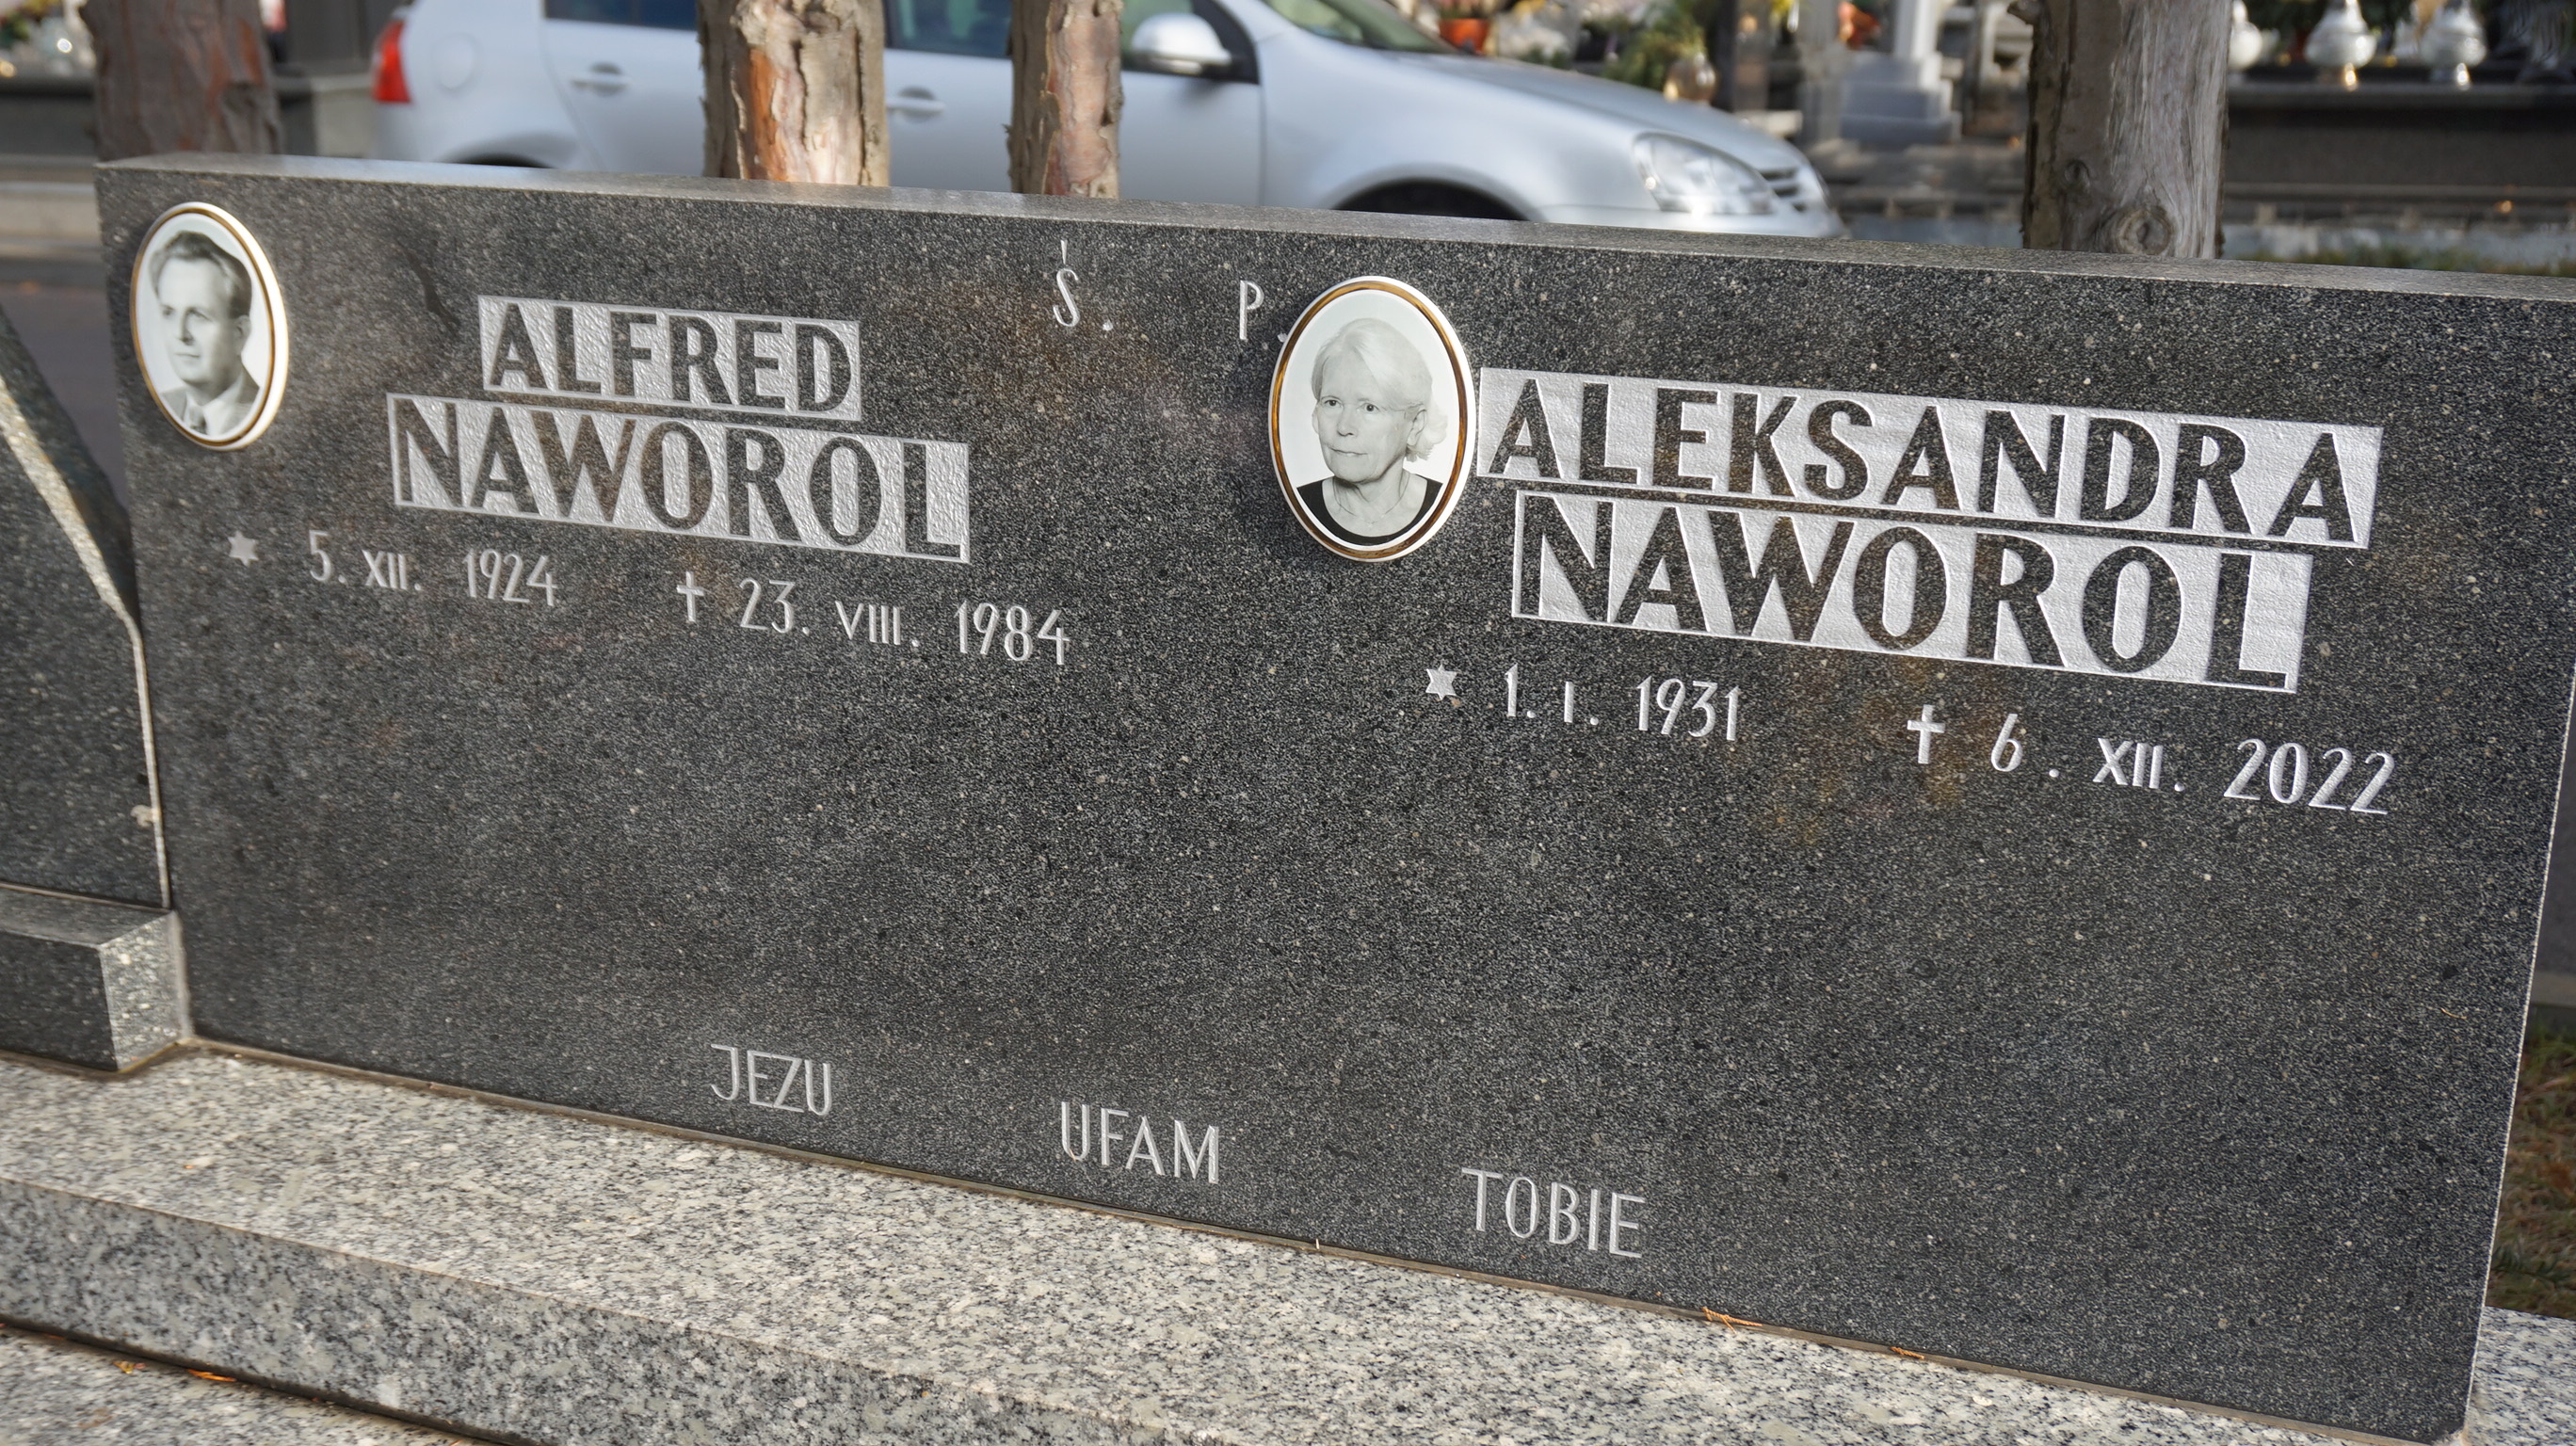 Ś. P.
ALFRED
NAWOROL
* 5. XII. 1924 † 23. VIII. 1984
ALEKSANDRA
NAWOROL
* 1. I. 1931 † 6. XII. 2022
JEZU UFAM TOBIE